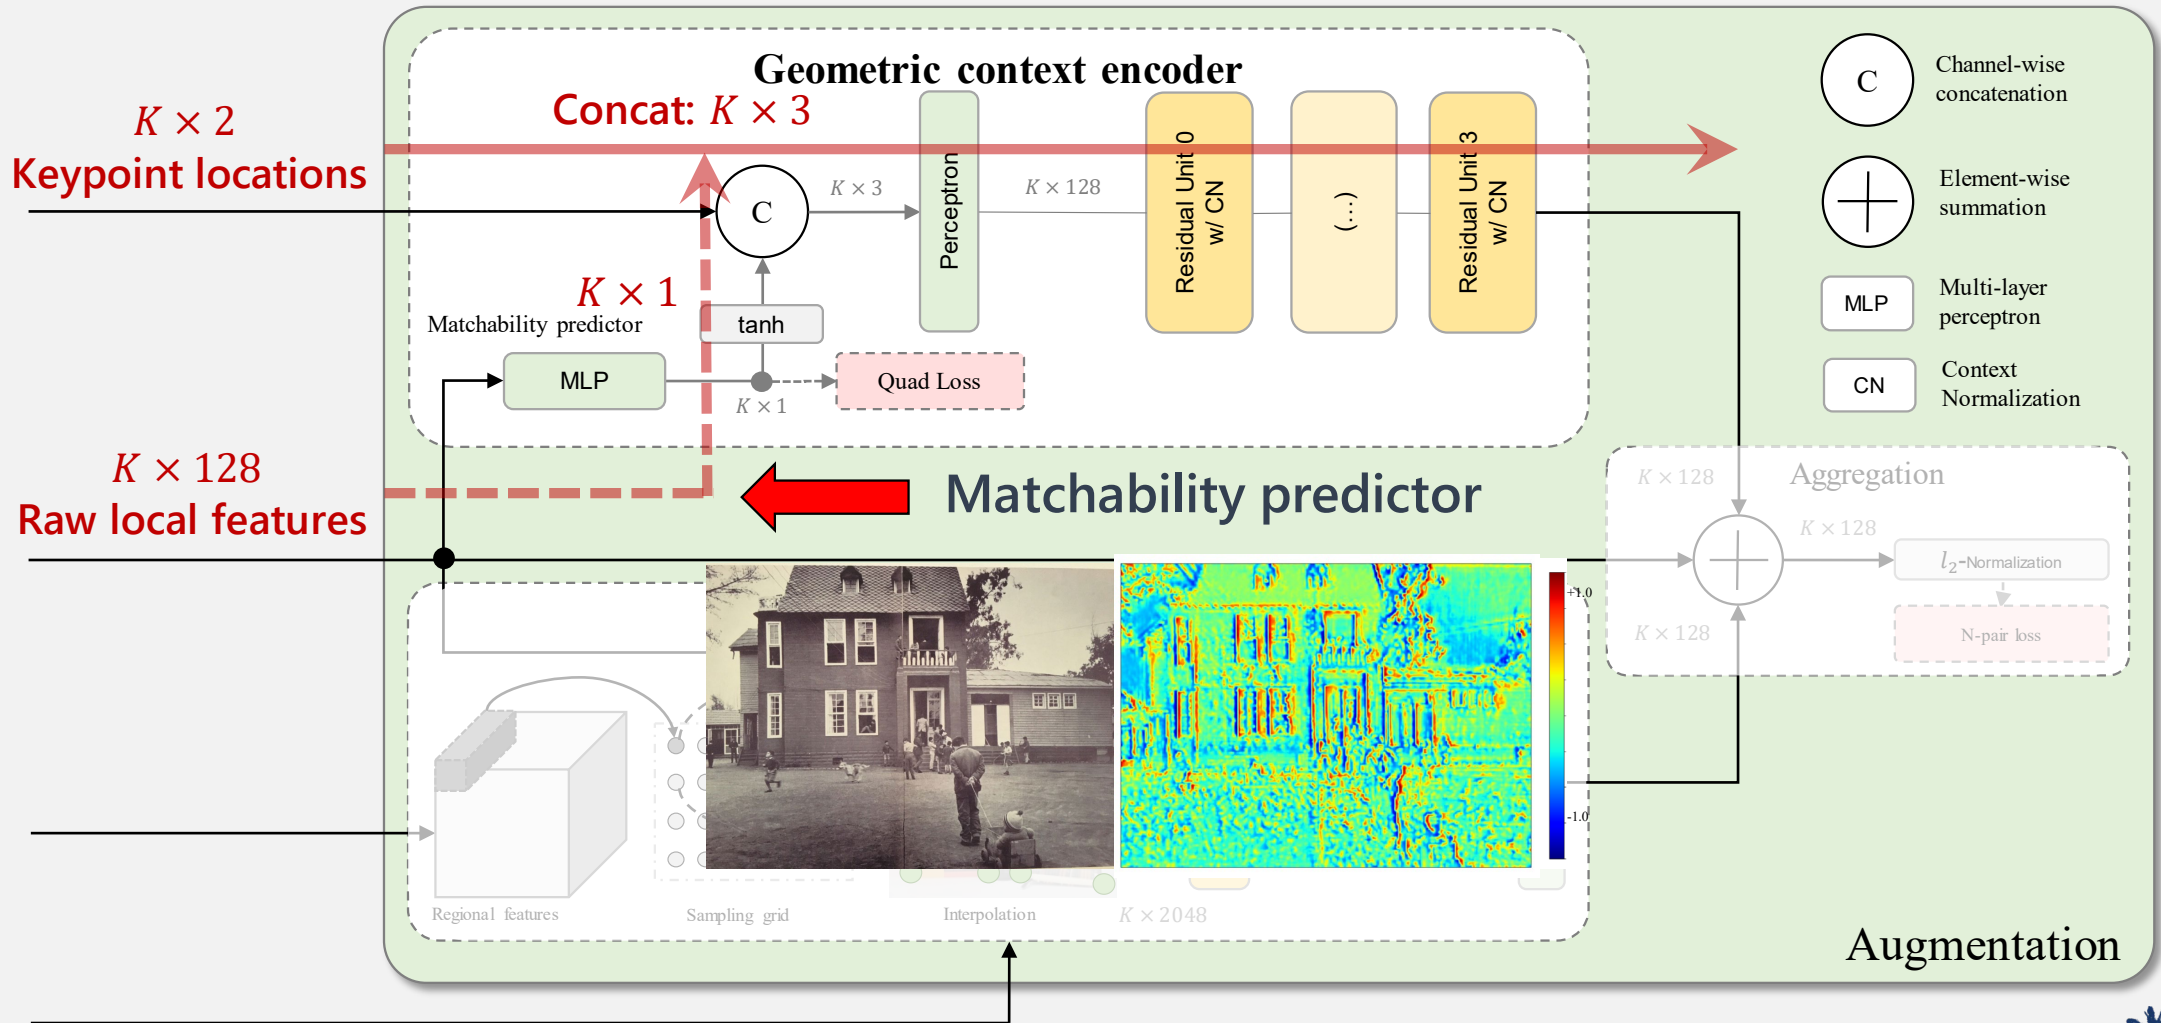 Geometric context encoder
Concat: K × 3
K × 2
Keypoint locations
C
K × 3
Perceptron
K × 128
Residual Unit 0
w/ CN
(...)
Residual Unit 3
w/ CN
K × 1
Matchability predictor
tanh
MLP
K × 1
Quad Loss
C
Channel-wise
concatenation
Element-wise
summation
MLP
Multi-layer
perceptron
CN
Context
Normalization
K × 128
Raw local features
Matchability predictor
K × 128
Aggregation
K × 128
l₂-Normalization
K × 128
N-pair loss
+1.0
-1.0
Regional features
Sampling grid
Interpolation
K × 2048
Augmentation